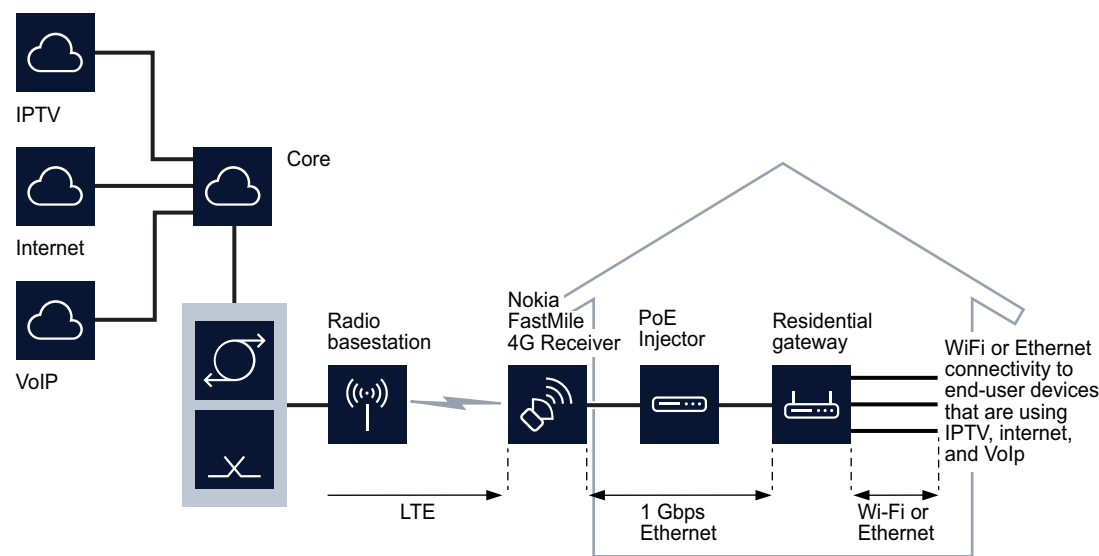 IPTV
Core
Internet
VoIP
Radio
basestation
Nokia
FastMile
4G Receiver
PoE
Injector
Residential
gateway
WiFi or Ethernet
connectivity to
end-user devices
that are using
IPTV, internet,
and VoIp
LTE
1 Gbps
Ethernet
Wi-Fi or
Ethernet